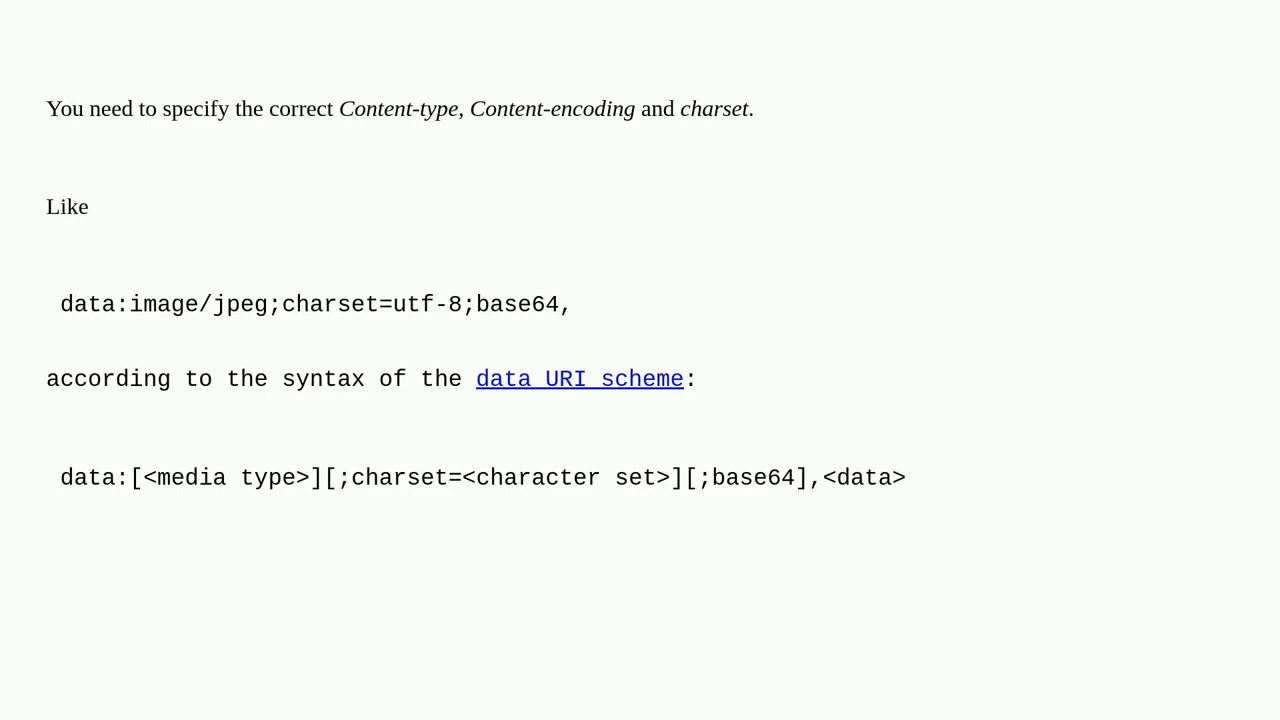 You need to specify the correct Content-type, Content-encoding and charset.
Like
data:image/jpeg;charset=utf-8;base64,
according to the syntax of the data URI scheme:
data:[<media type>][;charset=<character set>][;base64],<data>